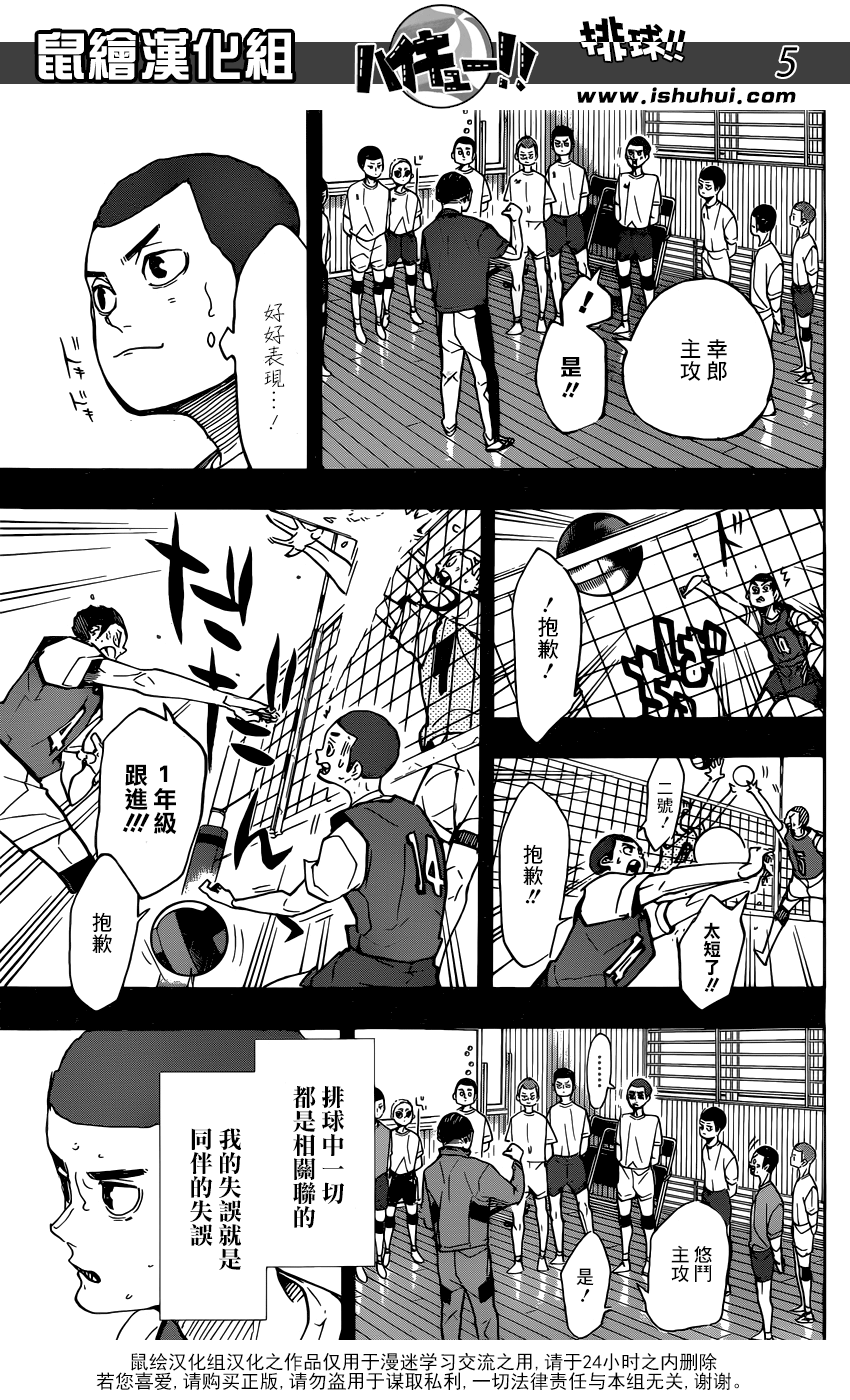 鼠繪漢化組
ハイキュー!!
排球!!
5
www.ishuhui.com
幸郎
主攻
!
是!!
好好表現…!
ドキ
ドキ
!
抱歉!
二號!
抱歉!!
太短了!!
1年級
跟進!!!
抱歉
14
……
悠鬥
主攻
是!
排球中一切
都是相關聯的
我的失誤就是
同伴的失誤
鼠绘汉化组汉化之作品仅用于漫迷学习交流之用, 请于24小时之内删除
若您喜爱, 请购买正版, 请勿盗用于谋取私利, 一切法律责任与本组无关, 谢谢。